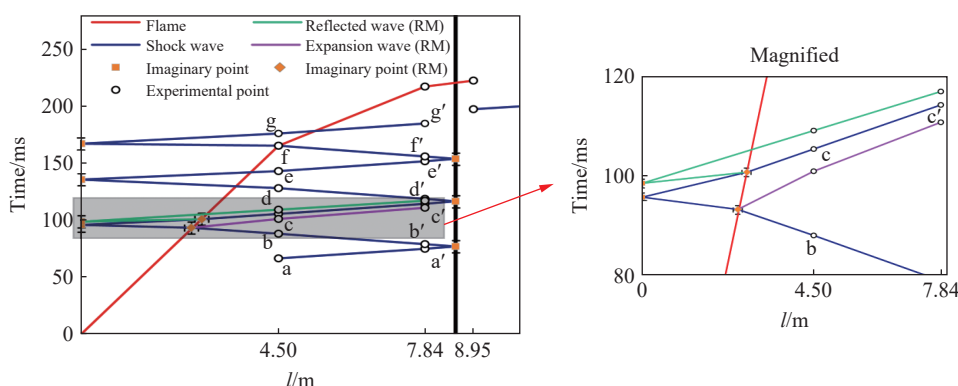 Flame
Reflected wave (RM)
Shock wave
Expansion wave (RM)
Imaginary point
Imaginary point (RM)
Experimental point
250
200
150
100
50
0
Time/ms
g
g′
f
f′
e
e′
d
d′
c
c′
b
b′
a
a′
4.50
7.84
8.95
l/m
Magnified
120
100
80
Time/ms
c′
c
b
0
4.50
7.84
l/m